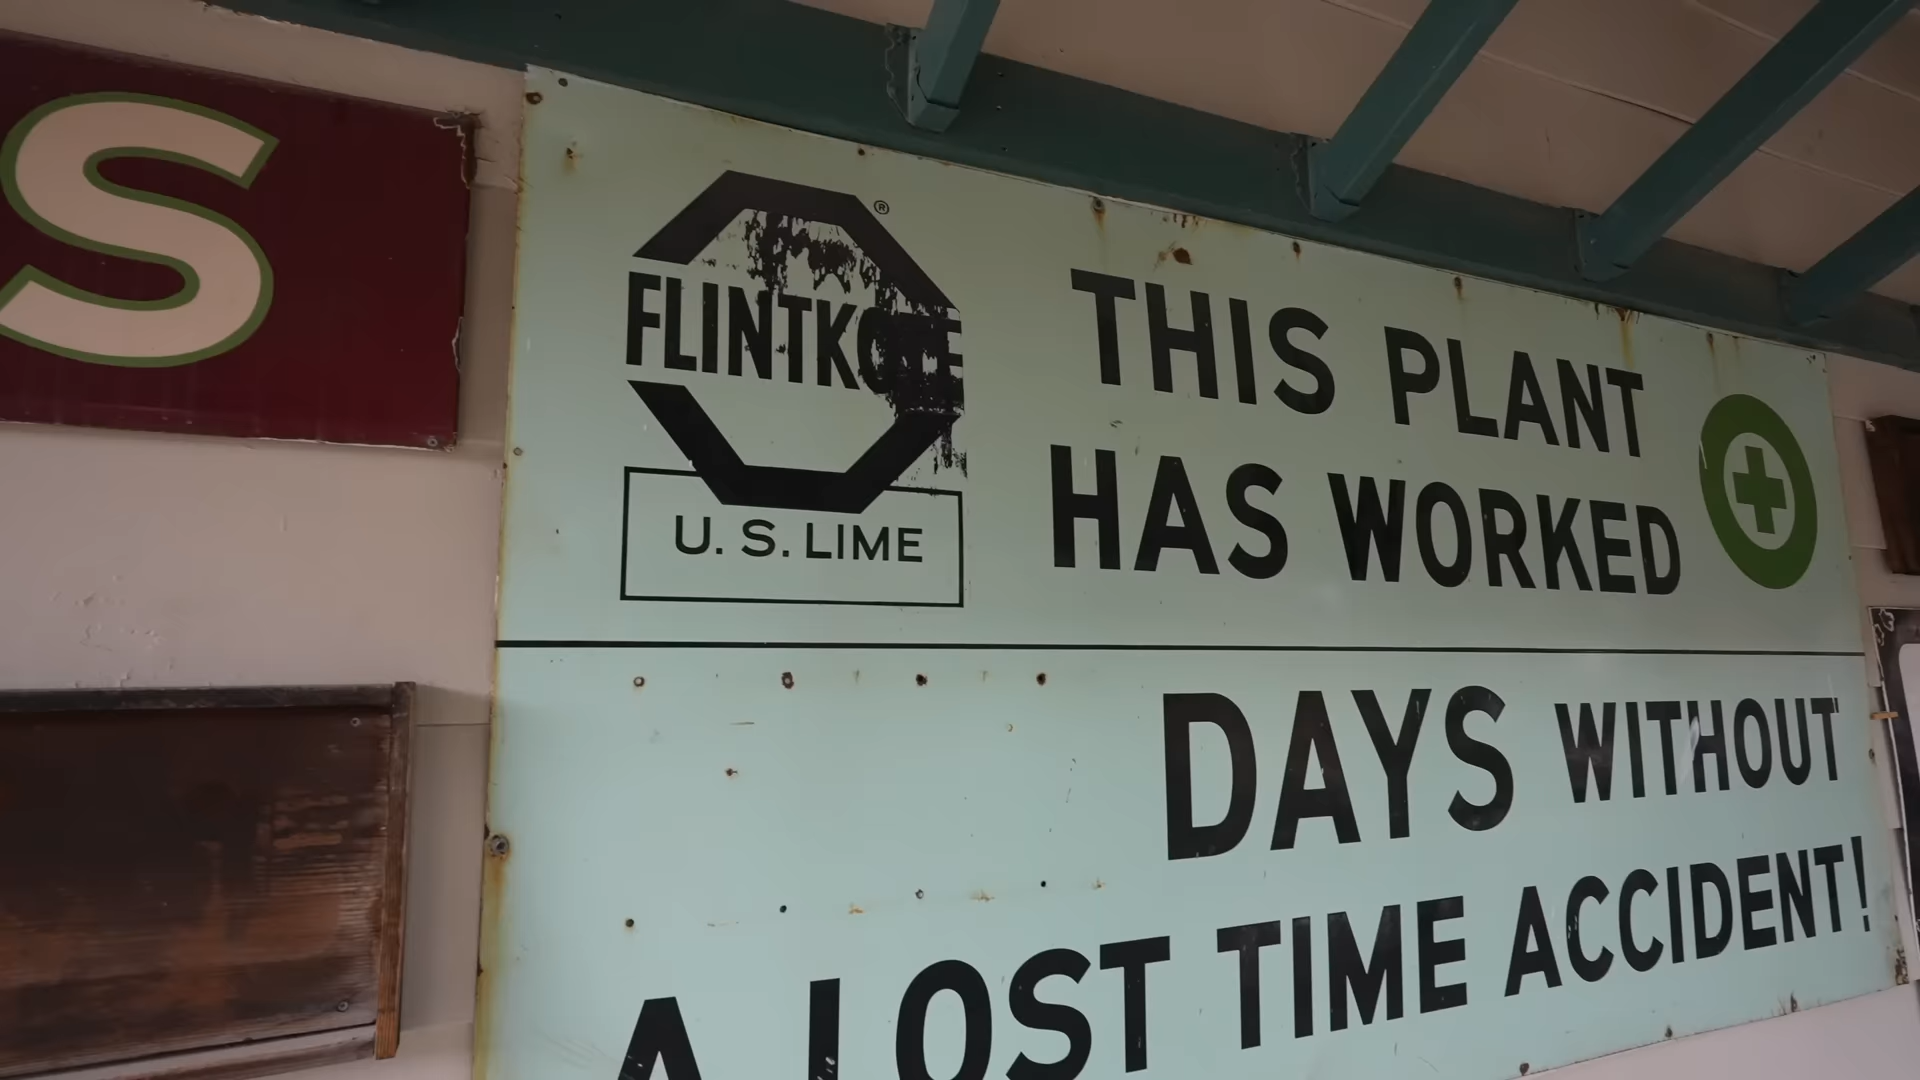 S
FLINTKOTE ®
U. S. LIME
THIS PLANT
HAS WORKED
DAYS WITHOUT
A LOST TIME ACCIDENT!